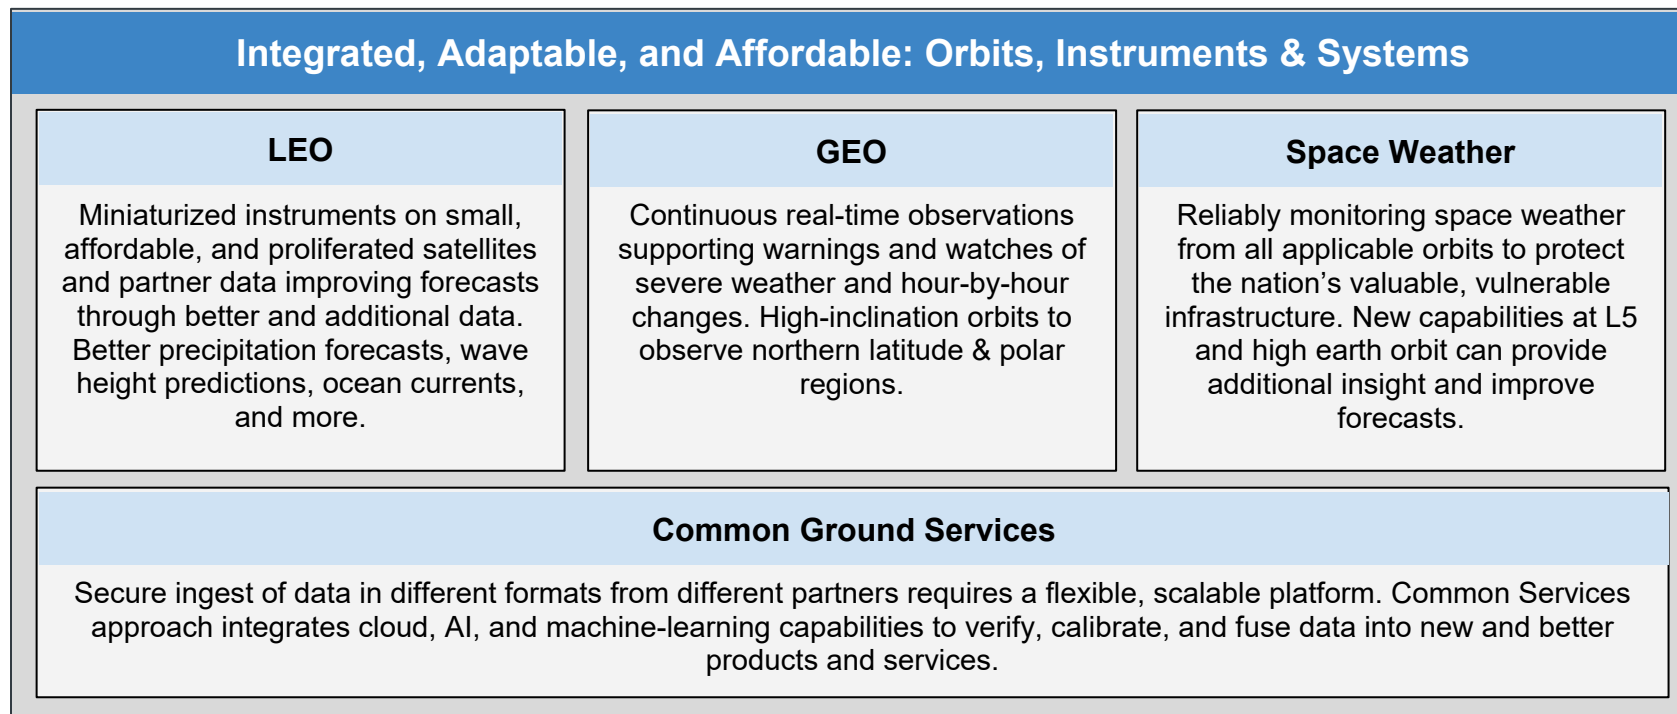 Integrated, Adaptable, and Affordable: Orbits, Instruments & Systems
LEO
Miniaturized instruments on small,
affordable, and proliferated satellites
and partner data improving forecasts
through better and additional data.
Better precipitation forecasts, wave
height predictions, ocean currents,
and more.
GEO
Continuous real-time observations
supporting warnings and watches of
severe weather and hour-by-hour
changes. High-inclination orbits to
observe northern latitude & polar
regions.
Space Weather
Reliably monitoring space weather
from all applicable orbits to protect
the nation’s valuable, vulnerable
infrastructure. New capabilities at L5
and high earth orbit can provide
additional insight and improve
forecasts.
Common Ground Services
Secure ingest of data in different formats from different partners requires a flexible, scalable platform. Common Services
approach integrates cloud, AI, and machine-learning capabilities to verify, calibrate, and fuse data into new and better
products and services.